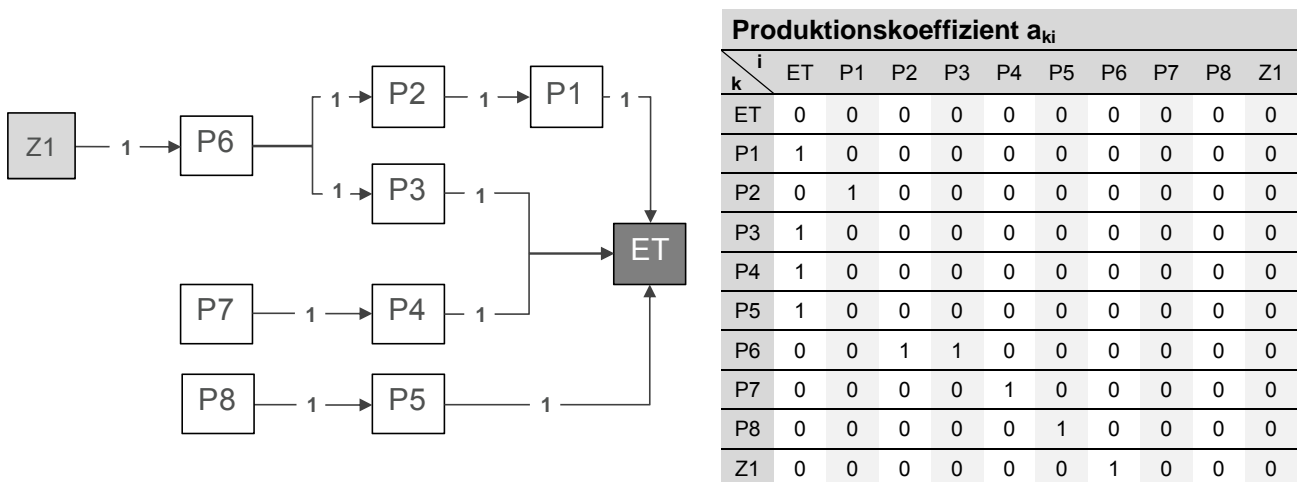 P2 1 P1 1
1
Z1 1 P6
1 P3 1
ET
P7 1 P4 1
P8 1 P5 1
Produktionskoeffizient aki
i
k ET P1 P2 P3 P4 P5 P6 P7 P8 Z1
ET 0 0 0 0 0 0 0 0 0 0
P1 1 0 0 0 0 0 0 0 0 0
P2 0 1 0 0 0 0 0 0 0 0
P3 1 0 0 0 0 0 0 0 0 0
P4 1 0 0 0 0 0 0 0 0 0
P5 1 0 0 0 0 0 0 0 0 0
P6 0 0 1 1 0 0 0 0 0 0
P7 0 0 0 0 1 0 0 0 0 0
P8 0 0 0 0 0 1 0 0 0 0
Z1 0 0 0 0 0 0 1 0 0 0